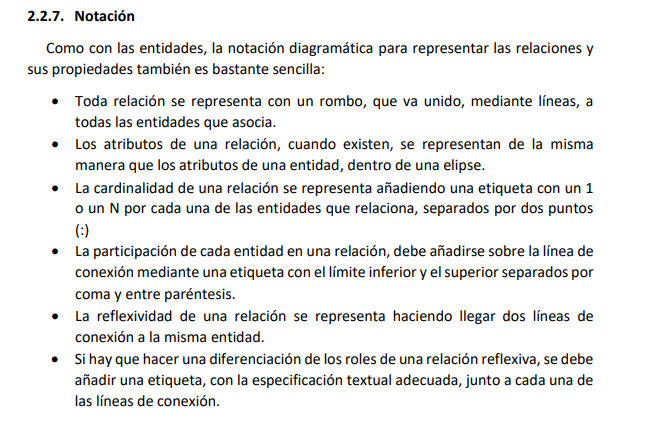 2.2.7. Notación
Como con las entidades, la notación diagramática para representar las relaciones y
sus propiedades también es bastante sencilla:
• Toda relación se representa con un rombo, que va unido, mediante líneas, a
todas las entidades que asocia.
• Los atributos de una relación, cuando existen, se representan de la misma
manera que los atributos de una entidad, dentro de una elipse.
• La cardinalidad de una relación se representa añadiendo una etiqueta con un 1
o un N por cada una de las entidades que relaciona, separados por dos puntos
(:)
• La participación de cada entidad en una relación, debe añadirse sobre la línea de
conexión mediante una etiqueta con el límite inferior y el superior separados por
coma y entre paréntesis.
• La reflexividad de una relación se representa haciendo llegar dos líneas de
conexión a la misma entidad.
• Si hay que hacer una diferenciación de los roles de una relación reflexiva, se debe
añadir una etiqueta, con la especificación textual adecuada, junto a cada una de
las líneas de conexión.